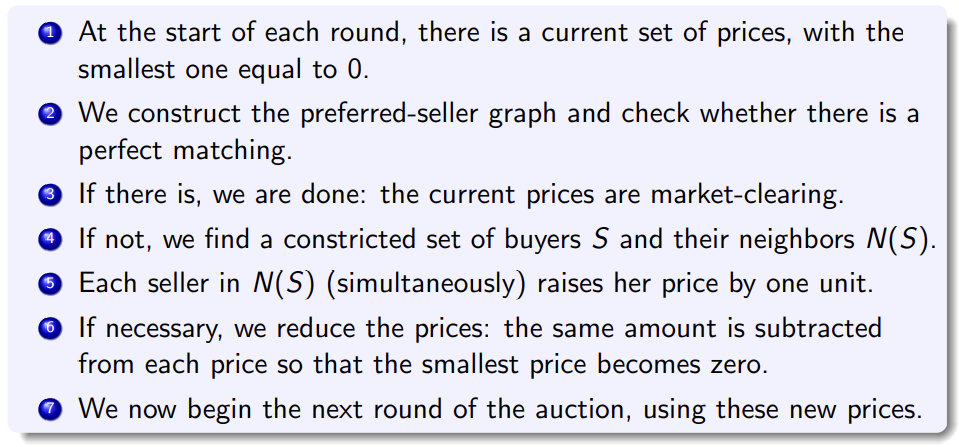 1 At the start of each round, there is a current set of prices, with the
smallest one equal to 0.
2 We construct the preferred-seller graph and check whether there is a
perfect matching.
3 If there is, we are done: the current prices are market-clearing.
4 If not, we find a constricted set of buyers S and their neighbors N(S).
5 Each seller in N(S) (simultaneously) raises her price by one unit.
6 If necessary, we reduce the prices: the same amount is subtracted
from each price so that the smallest price becomes zero.
7 We now begin the next round of the auction, using these new prices.